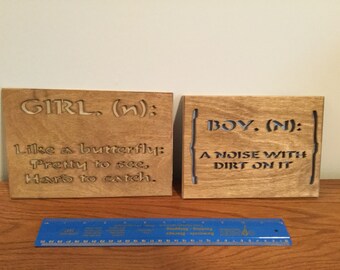 GIRL. (n):
Like a butterfly:
Pretty to see,
Hard to catch.
BOY. (N):
A NOISE WITH
DIRT ON IT